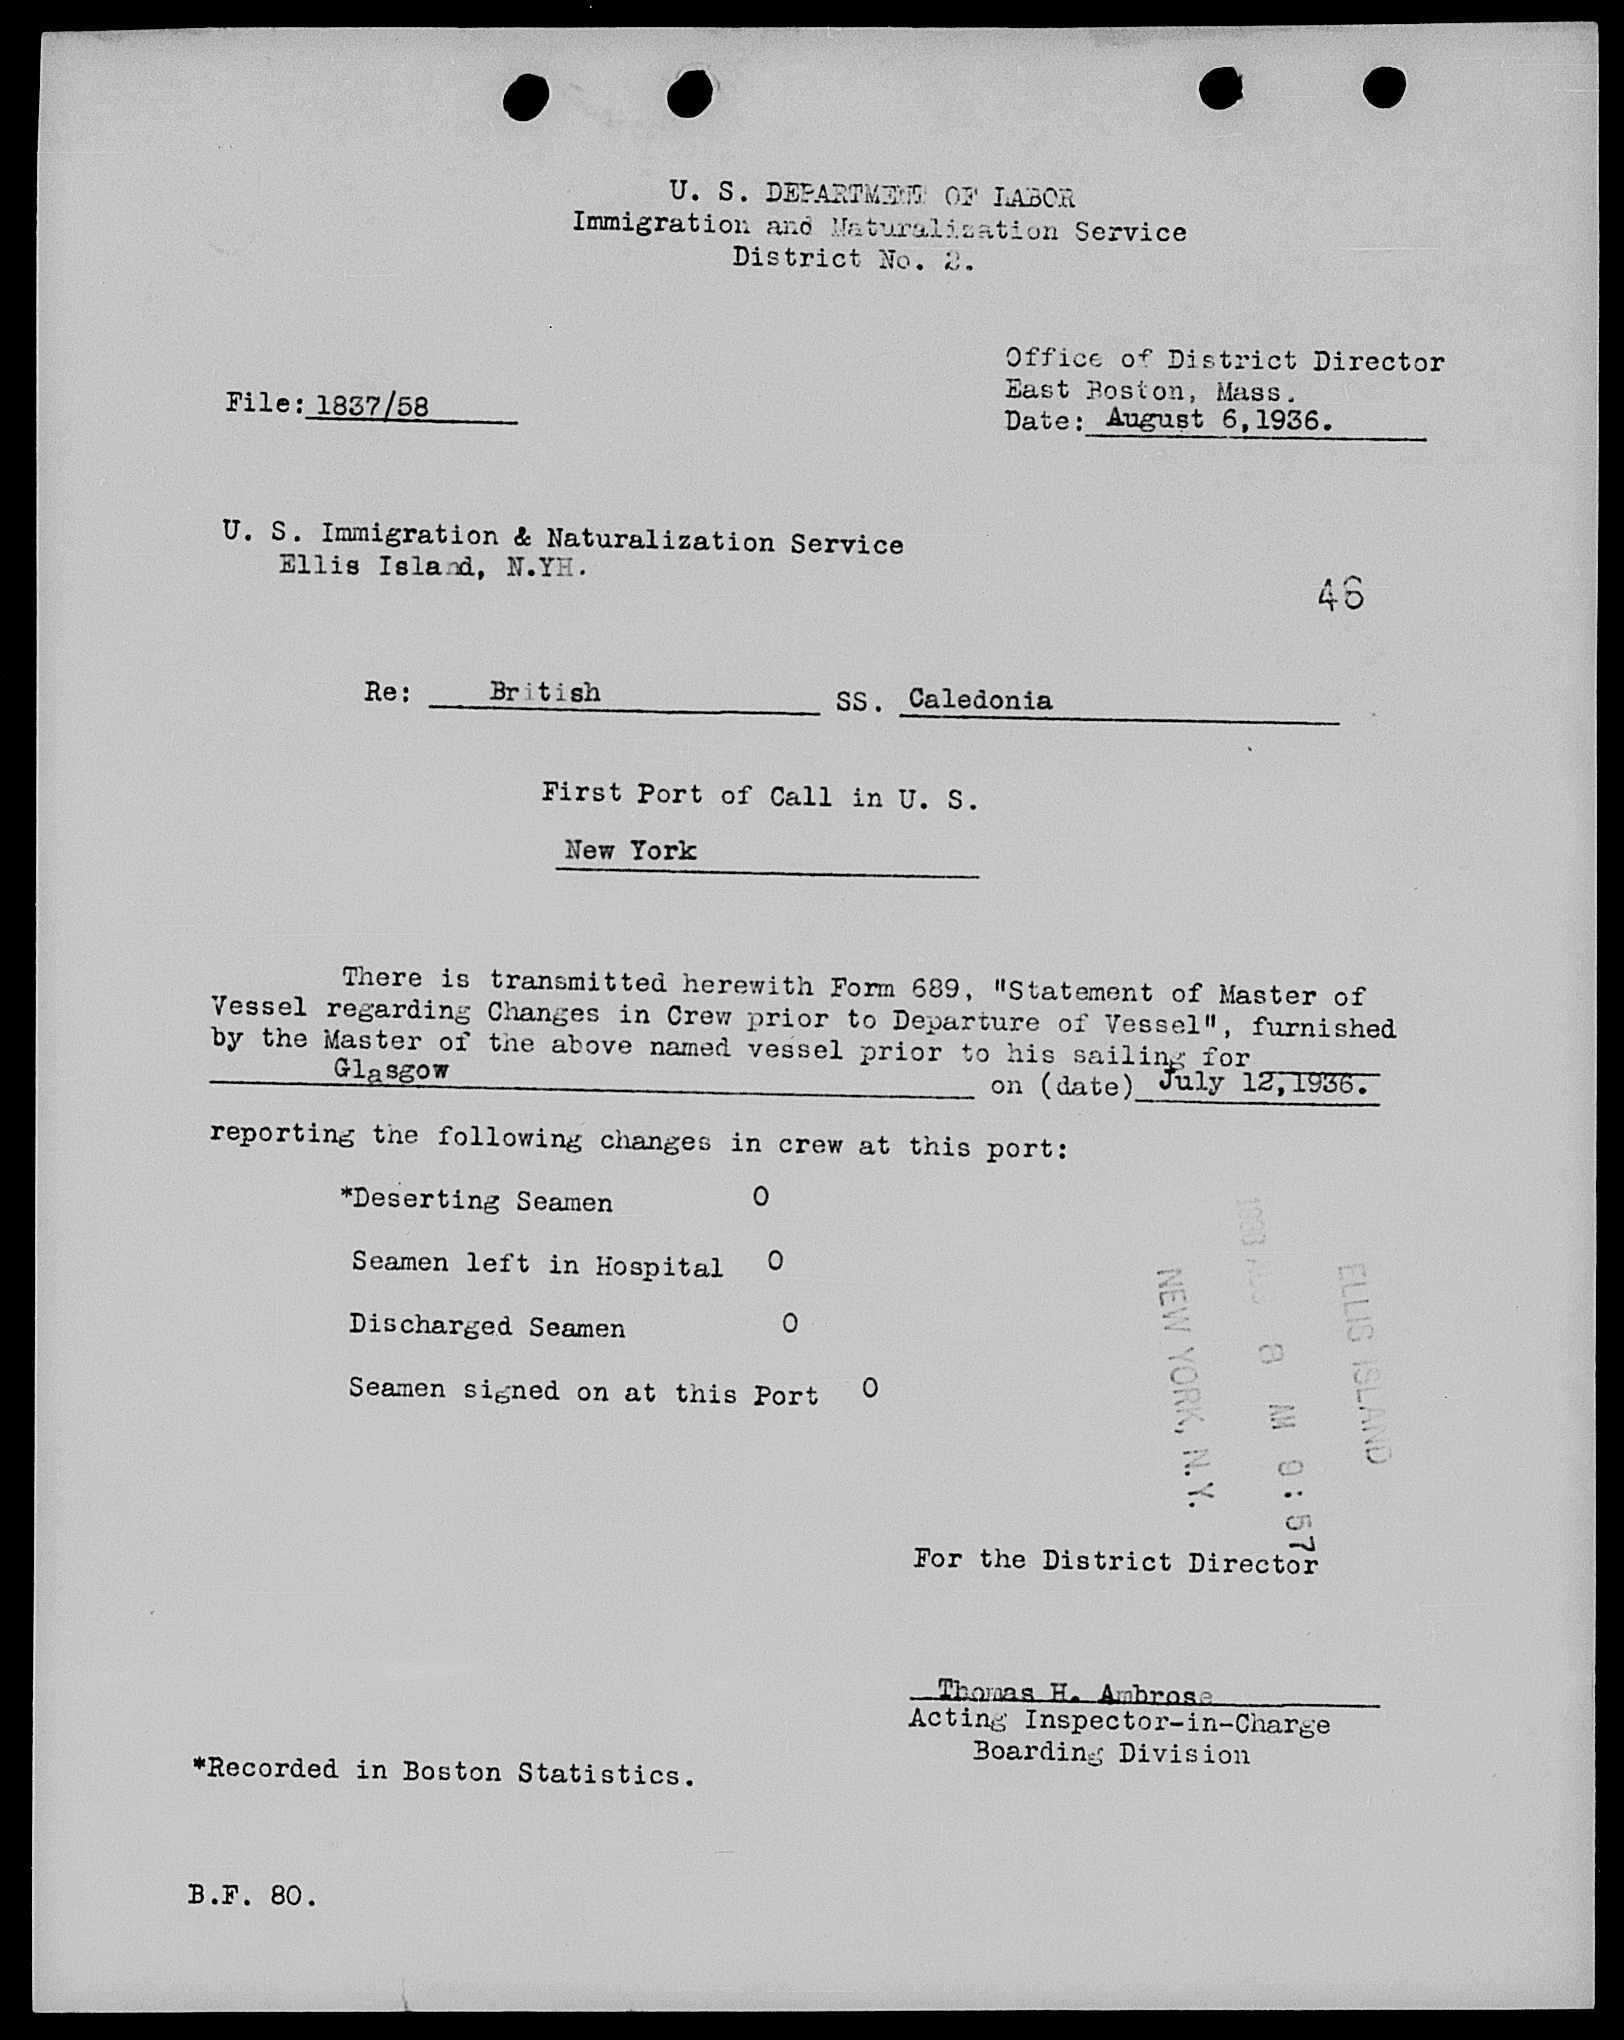 U. S. DEPARTMENT OF LABOR
Immigration and Naturalization Service
District No. 2.
Office of District Director
East Boston, Mass.
File: 1837/58
Date: August 6,1936.
U. S. Immigration & Naturalization Service
Ellis Island, N.YH.
46
Re: British SS. Caledonia
First Port of Call in U. S.
New York
There is transmitted herewith Form 689, "Statement of Master of
Vessel regarding Changes in Crew prior to Departure of Vessel", furnished
by the Master of the above named vessel prior to his sailing for
Glasgow on (date) July 12,1936.
reporting the following changes in crew at this port:
*Deserting Seamen 0
Seamen left in Hospital 0
Discharged Seamen 0
Seamen signed on at this Port 0
ELLIS ISLAND
8 AM 9:57
NEW YORK, N.Y.
For the District Director
Thomas H. Ambrose
Acting Inspector-in-Charge
Boarding Division
*Recorded in Boston Statistics.
B.F. 80.